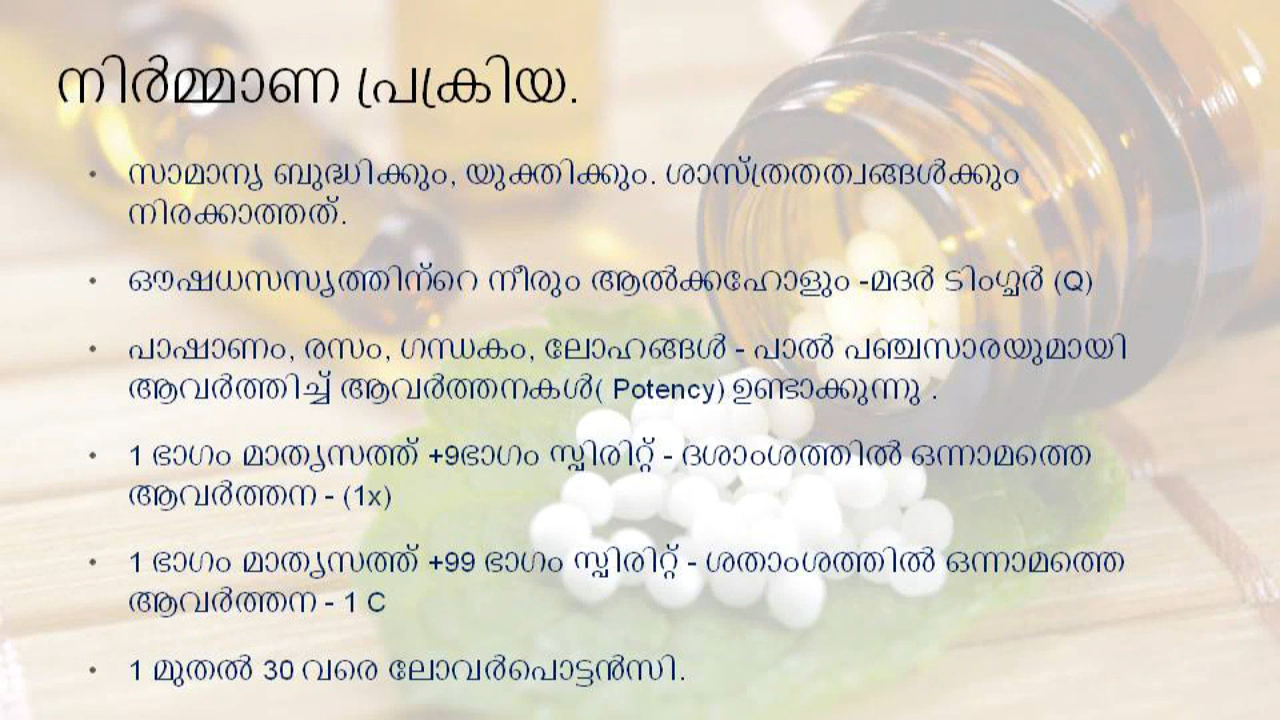 നിർമ്മാണ പ്രക്രിയ.
• സാമാന്യ ബുദ്ധിക്കും, യുക്തിക്കും. ശാസ്ത്രതത്വങ്ങൾക്കും
നിരക്കാത്തത്.
• ഔഷധസസ്യത്തിന്റെ നീരും ആൽക്കഹോളും -മദർ ടിംഗ്ചർ (Q)
• പാഷാണം, രസം, ഗന്ധകം, ലോഹങ്ങൾ - പാൽ പഞ്ചസാരയുമായി
ആവർത്തിച്ച് ആവർത്തനകൾ( Potency) ഉണ്ടാക്കുന്നു .
• 1 ഭാഗം മാതൃസത്ത് +9ഭാഗം സ്പിരിറ്റ് - ദശാംശത്തിൽ ഒന്നാമത്തെ
ആവർത്തന - (1x)
• 1 ഭാഗം മാതൃസത്ത് +99 ഭാഗം സ്പിരിറ്റ് - ശതാംശത്തിൽ ഒന്നാമത്തെ
ആവർത്തന - 1 C
• 1 മുതൽ 30 വരെ ലോവർപൊട്ടൻസി.